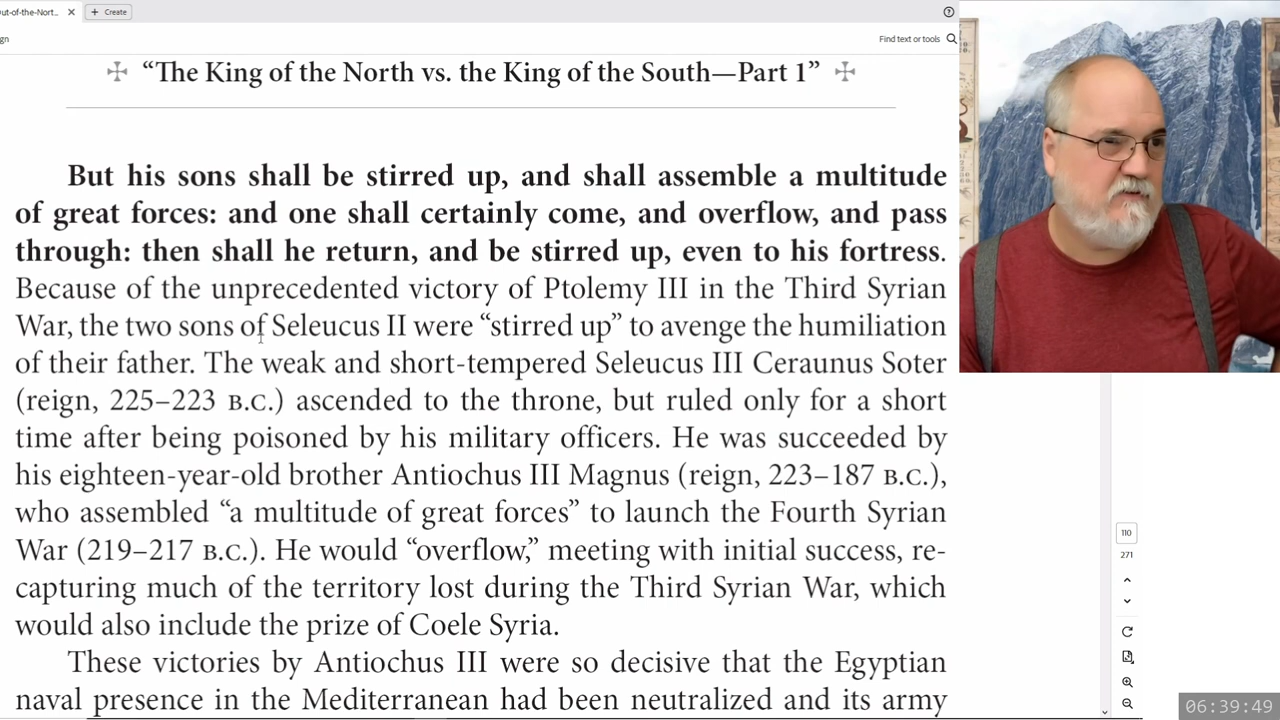 ut-of-the-Nort...
Create
gn
Find text or tools
“The King of the North vs. the King of the South—Part 1”
But his sons shall be stirred up, and shall assemble a multitude
of great forces: and one shall certainly come, and overflow, and pass
through: then shall he return, and be stirred up, even to his fortress.
Because of the unprecedented victory of Ptolemy III in the Third Syrian
War, the two sons of Seleucus II were “stirred up” to avenge the humiliation
of their father. The weak and short-tempered Seleucus III Ceraunus Soter
(reign, 225–223 B.C.) ascended to the throne, but ruled only for a short
time after being poisoned by his military officers. He was succeeded by
his eighteen-year-old brother Antiochus III Magnus (reign, 223–187 B.C.),
who assembled “a multitude of great forces” to launch the Fourth Syrian
War (219–217 B.C.). He would “overflow,” meeting with initial success, re-
capturing much of the territory lost during the Third Syrian War, which
would also include the prize of Coele Syria.
These victories by Antiochus III were so decisive that the Egyptian
naval presence in the Mediterranean had been neutralized and its army
110
271
06:39:49